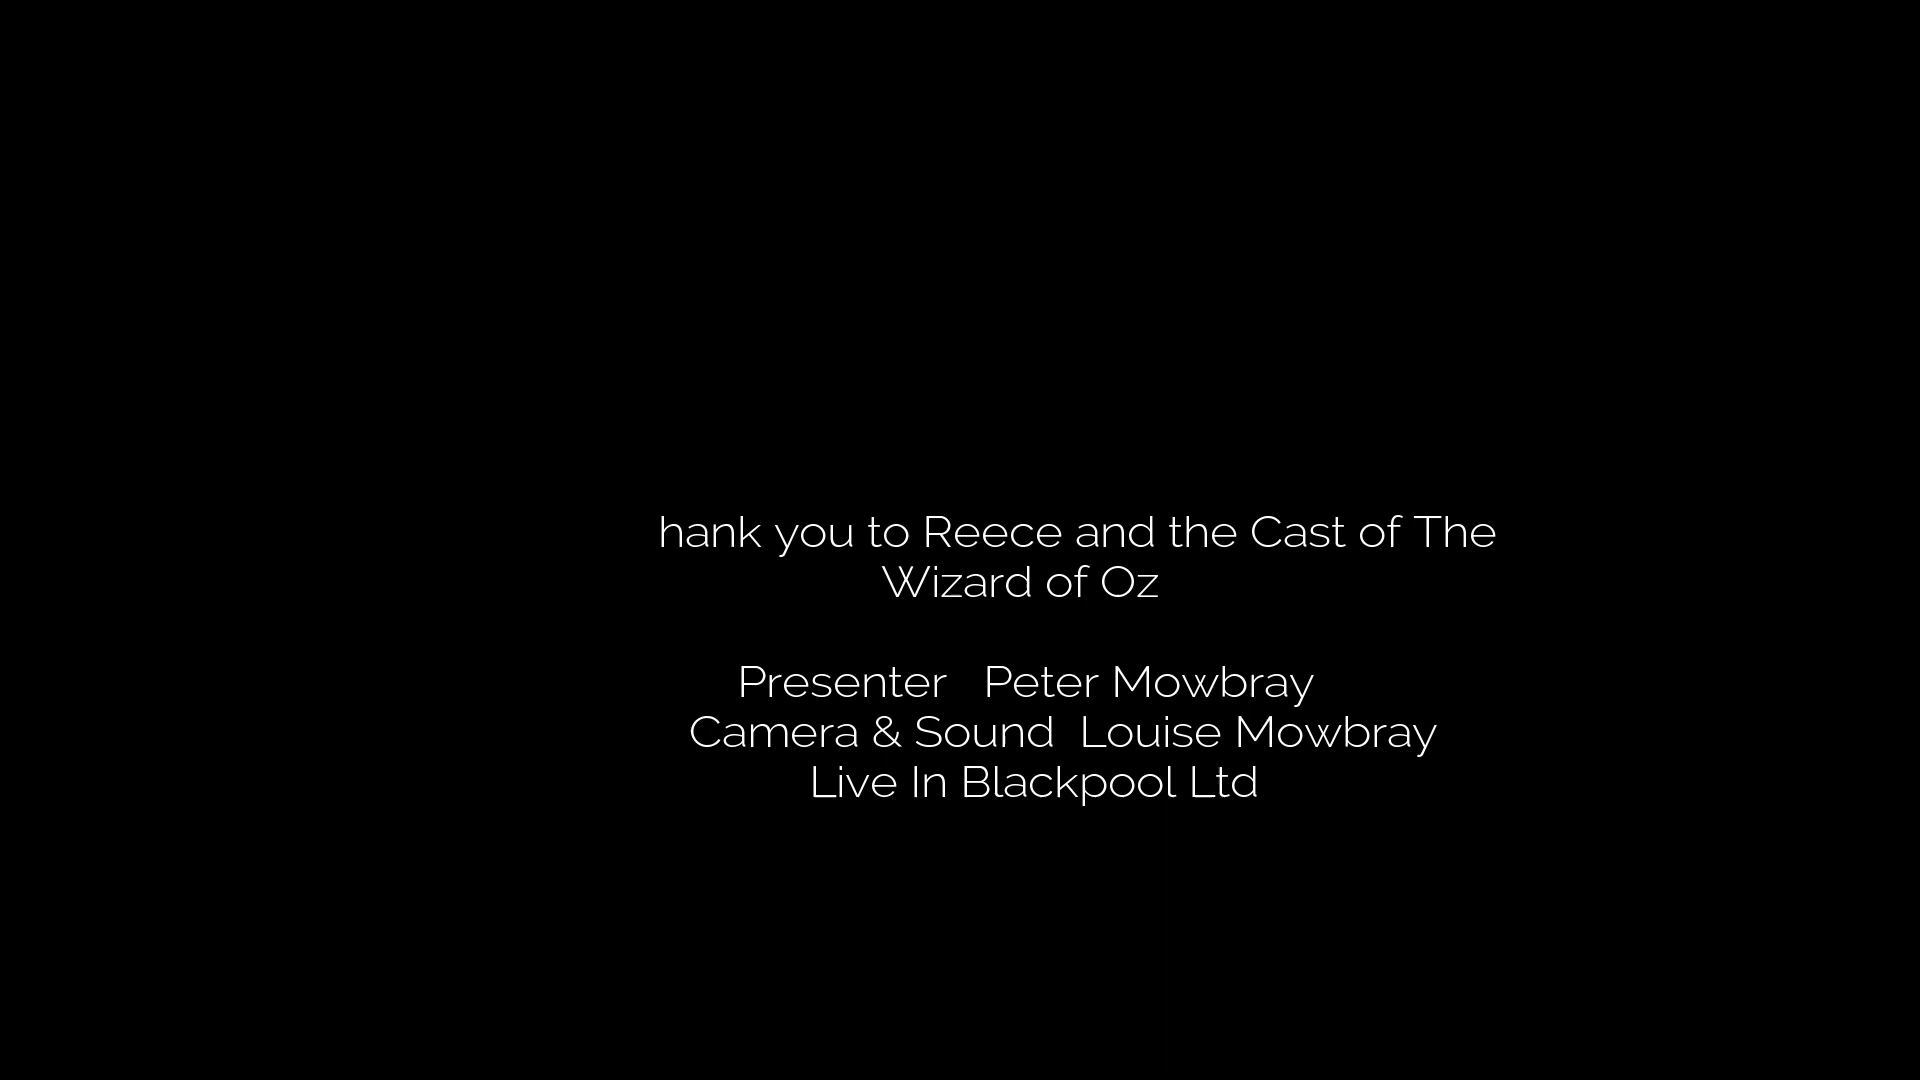 hank you to Reece and the Cast of The
Wizard of Oz
Presenter   Peter Mowbray
Camera & Sound  Louise Mowbray
Live In Blackpool Ltd